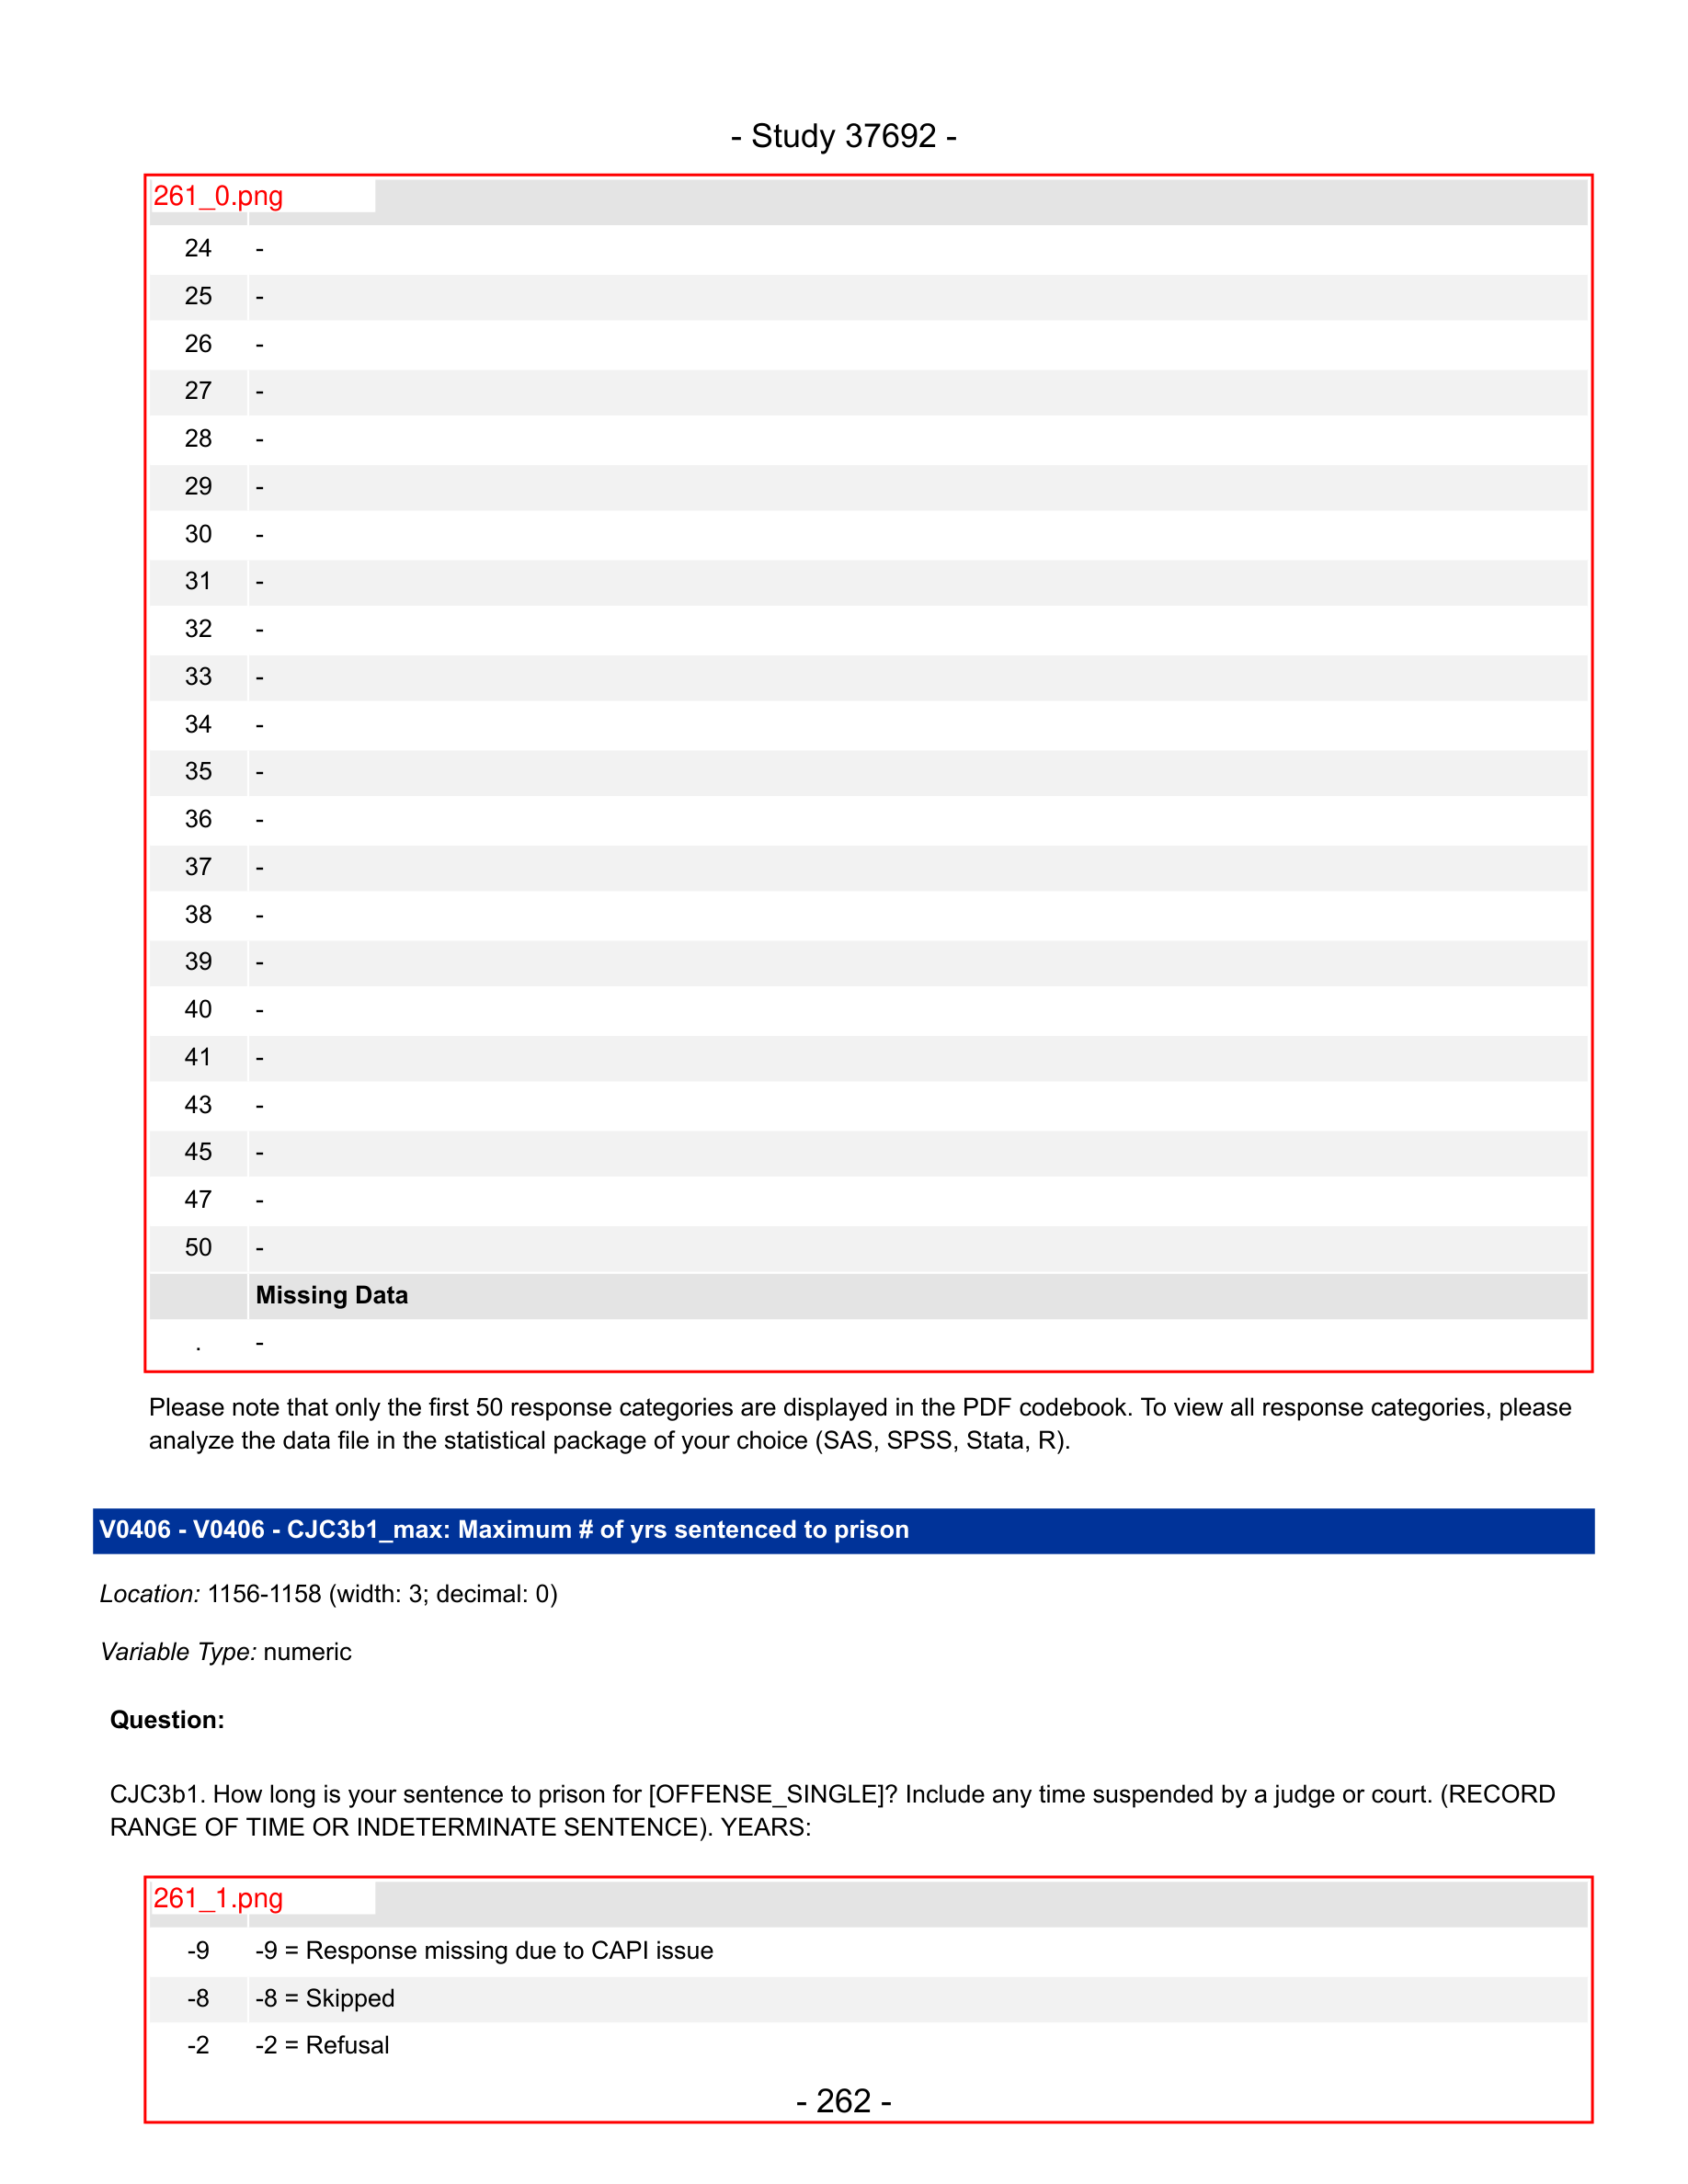 - Study 37692 -
261_0.png
24 -
25 -
26 -
27 -
28 -
29 -
30 -
31 -
32 -
33 -
34 -
35 -
36 -
37 -
38 -
39 -
40 -
41 -
43 -
45 -
47 -
50 -
Missing Data
. -
Please note that only the first 50 response categories are displayed in the PDF codebook. To view all response categories, please
analyze the data file in the statistical package of your choice (SAS, SPSS, Stata, R).
V0406 - V0406 - CJC3b1_max: Maximum # of yrs sentenced to prison
Location: 1156-1158 (width: 3; decimal: 0)
Variable Type: numeric
Question:
CJC3b1. How long is your sentence to prison for [OFFENSE_SINGLE]? Include any time suspended by a judge or court. (RECORD
RANGE OF TIME OR INDETERMINATE SENTENCE). YEARS:
261_1.png
-9 -9 = Response missing due to CAPI issue
-8 -8 = Skipped
-2 -2 = Refusal
- 262 -